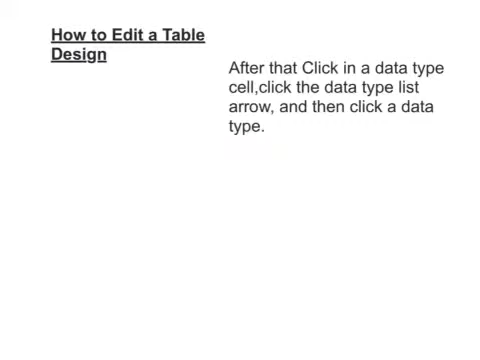 How to Edit a Table
Design
After that Click in a data type
cell,click the data type list
arrow, and then click a data
type.